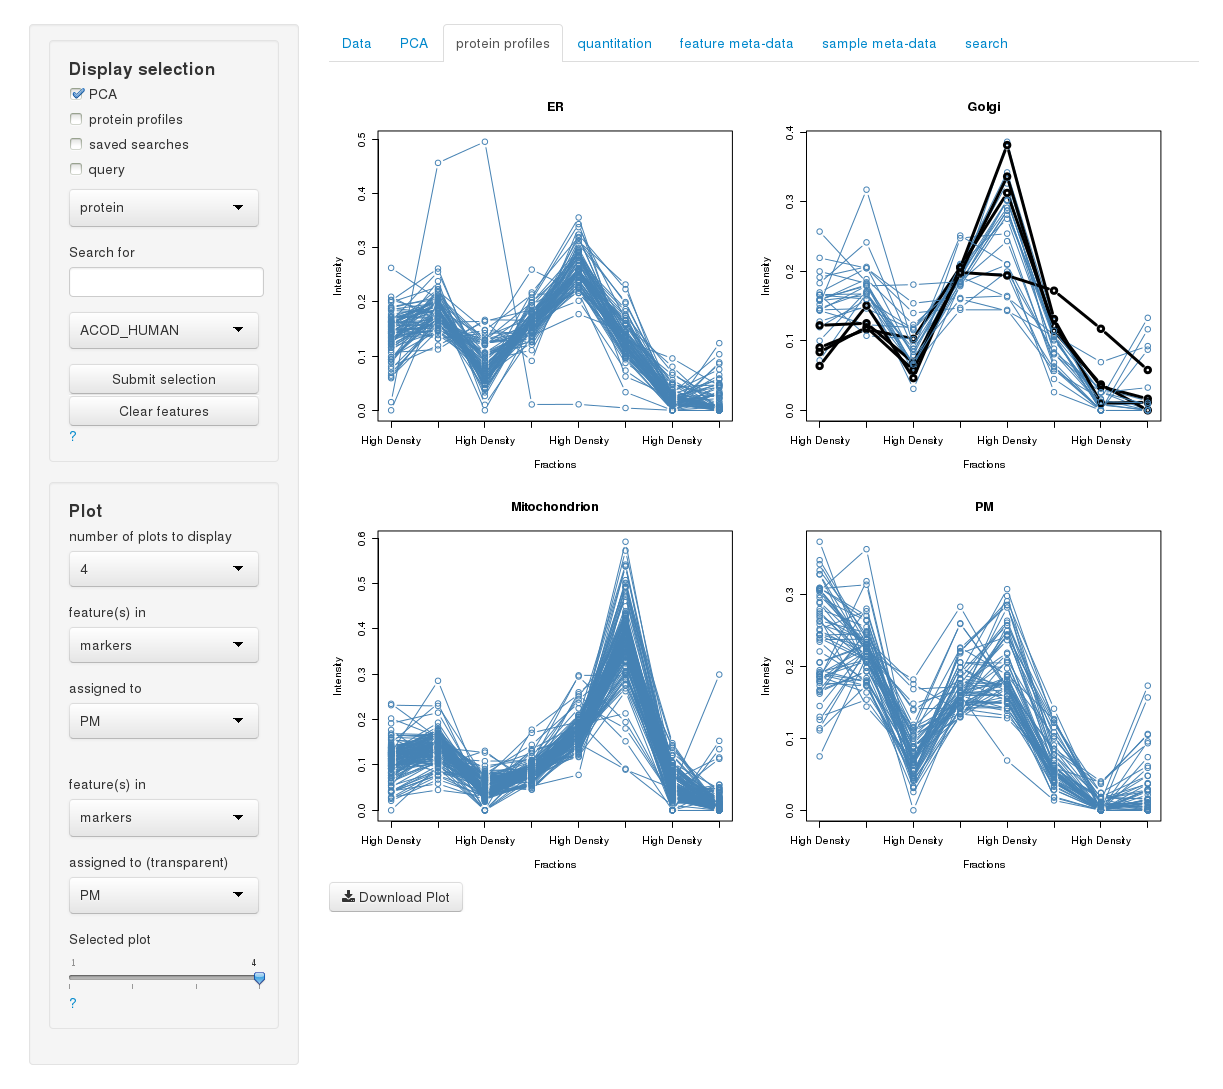 Display selection
PCA
protein profiles
saved searches
query
protein
Search for
ACOD_HUMAN
Submit selection
Clear features
?
Plot
number of plots to display
4
feature(s) in
markers
assigned to
PM
feature(s) in
markers
assigned to (transparent)
PM
Selected plot
1 4
?
Data PCA protein profiles quantitation feature meta-data sample meta-data search
ER
Intensity
0.5
0.4
0.3
0.2
0.1
0.0
High Density High Density High Density High Density
Fractions
Golgi
Intensity
0.4
0.3
0.2
0.1
0.0
High Density High Density High Density High Density
Fractions
Mitochondrion
Intensity
0.6
0.5
0.4
0.3
0.2
0.1
0.0
High Density High Density High Density High Density
Fractions
PM
Intensity
0.3
0.2
0.1
0.0
High Density High Density High Density High Density
Fractions
Download Plot